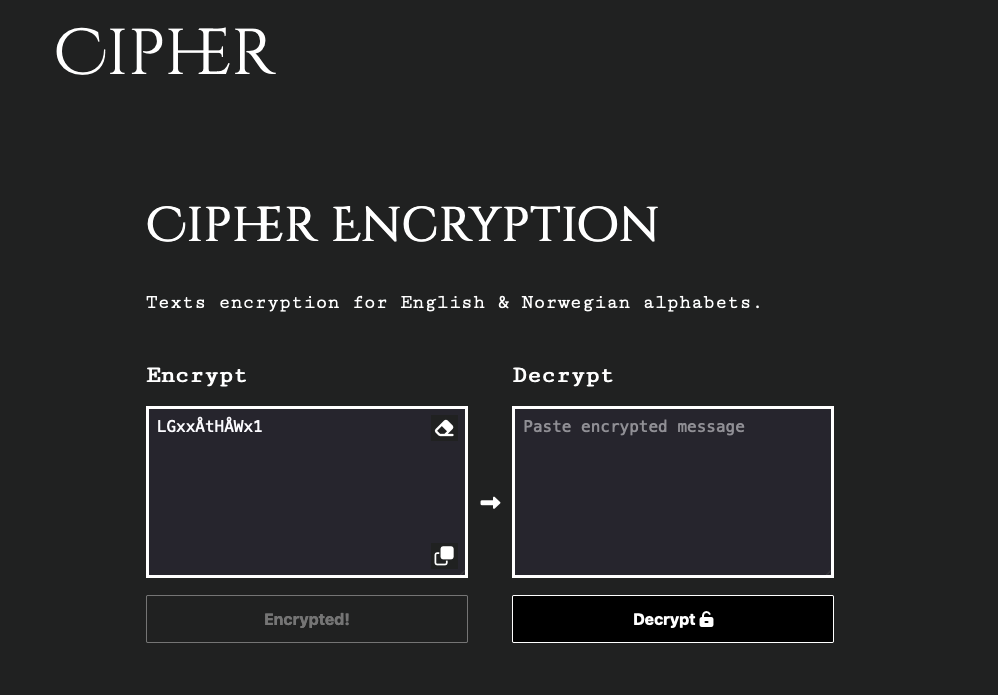 CIPHER
CIPHER ENCRYPTION
Texts encryption for English & Norwegian alphabets.
Encrypt
Decrypt
LGxxÅtHÅWx1
Paste encrypted message
Encrypted!
Decrypt